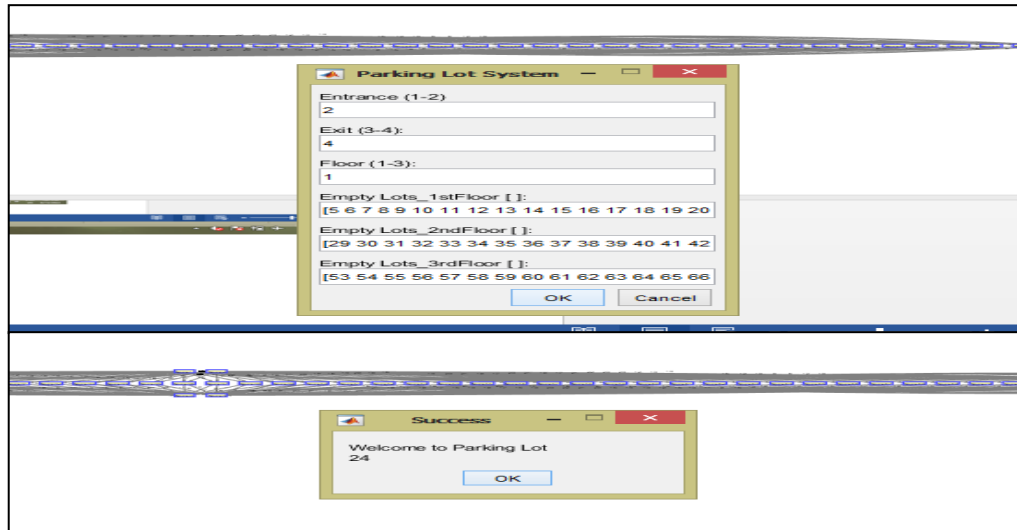 Parking Lot System
Entrance (1-2)
2
Exit (3-4):
4
Floor (1-3):
1
Empty Lots_1stFloor [ ]:
[5 6 7 8 9 10 11 12 13 14 15 16 17 18 19 20
Empty Lots_2ndFloor [ ]:
[29 30 31 32 33 34 35 36 37 38 39 40 41 42
Empty Lots_3rdFloor [ ]:
[53 54 55 56 57 58 59 60 61 62 63 64 65 66
OK Cancel
Success
Welcome to Parking Lot
24
OK